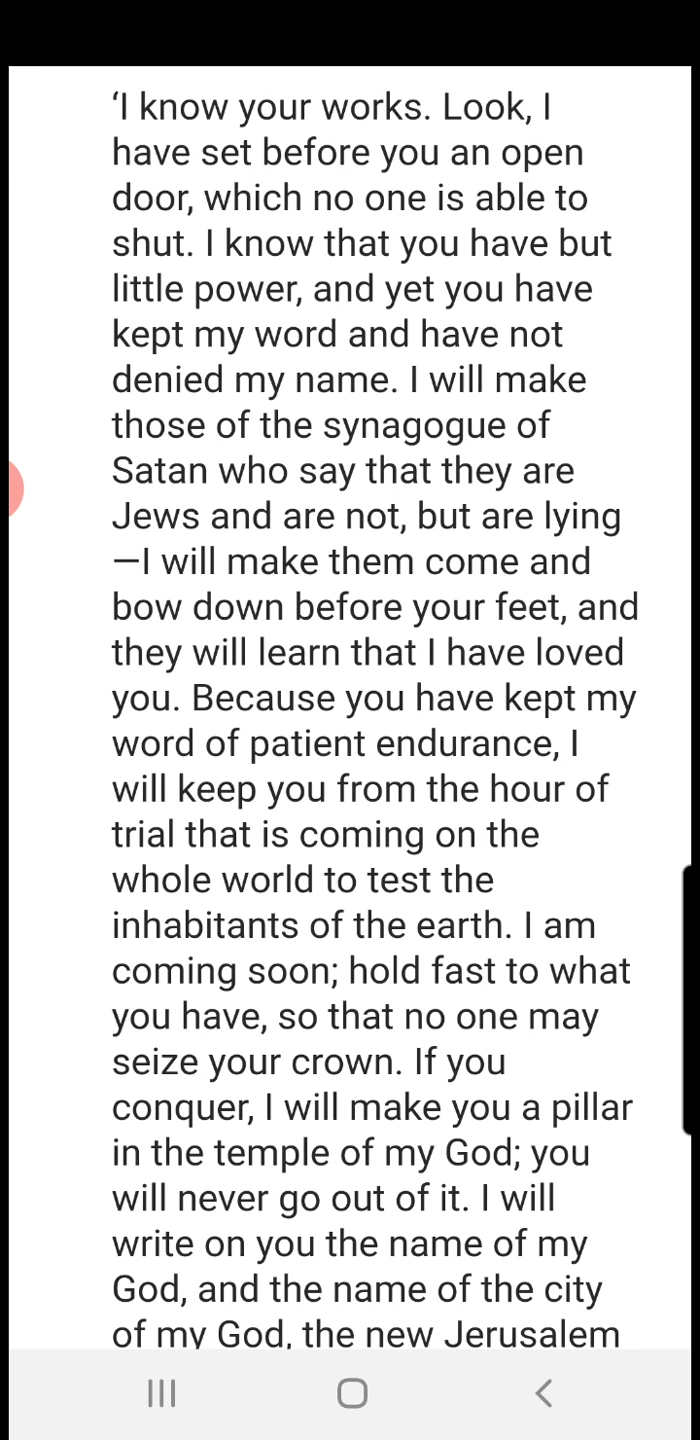 ‘I know your works. Look, I
have set before you an open
door, which no one is able to
shut. I know that you have but
little power, and yet you have
kept my word and have not
denied my name. I will make
those of the synagogue of
Satan who say that they are
Jews and are not, but are lying
—I will make them come and
bow down before your feet, and
they will learn that I have loved
you. Because you have kept my
word of patient endurance, I
will keep you from the hour of
trial that is coming on the
whole world to test the
inhabitants of the earth. I am
coming soon; hold fast to what
you have, so that no one may
seize your crown. If you
conquer, I will make you a pillar
in the temple of my God; you
will never go out of it. I will
write on you the name of my
God, and the name of the city
of my God, the new Jerusalem